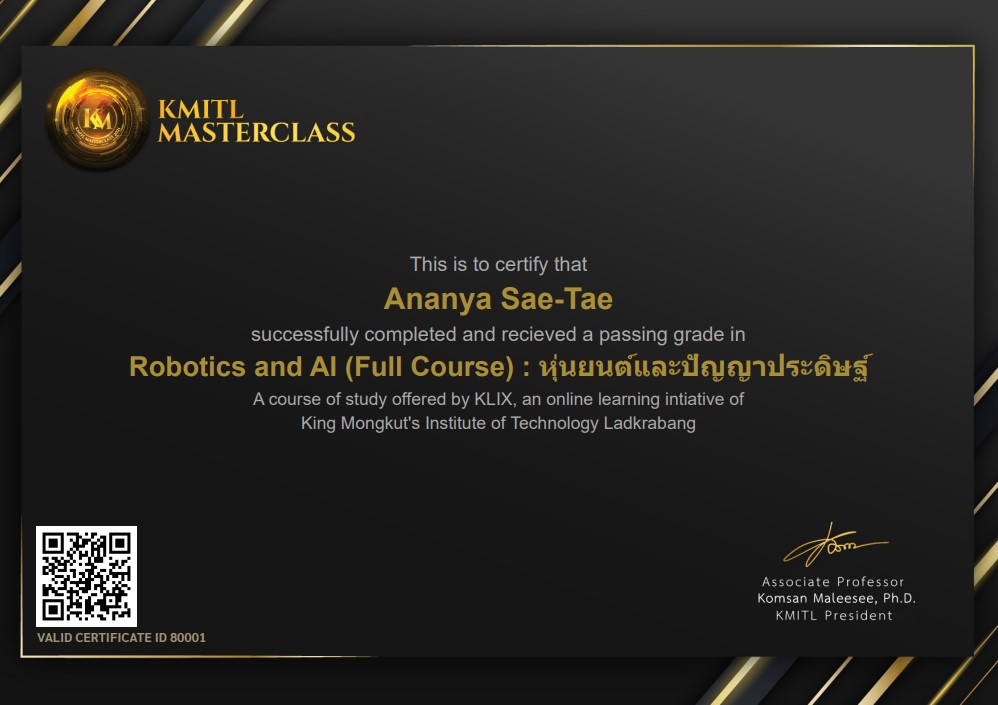 KMITL
MASTERCLASS
This is to certify that
Ananya Sae-Tae
successfully completed and recieved a passing grade in
Robotics and AI (Full Course) : หุ่นยนต์และปัญญาประดิษฐ์
A course of study offered by KLIX, an online learning intiative of
King Mongkut's Institute of Technology Ladkrabang
Associate Professor
Komsan Maleesee, Ph.D.
KMITL President
VALID CERTIFICATE ID 80001